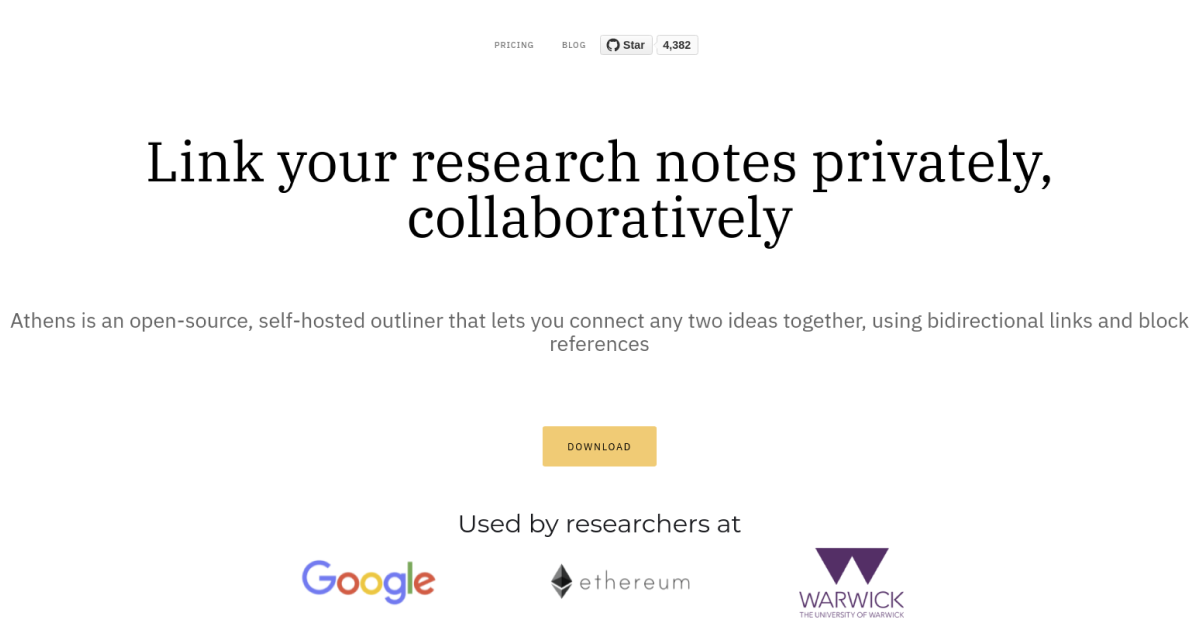 PRICING BLOG Star 4,382
Link your research notes privately,
collaboratively
Athens is an open-source, self-hosted outliner that lets you connect any two ideas together, using bidirectional links and block
references
DOWNLOAD
Used by researchers at
Google ethereum WARWICK
THE UNIVERSITY OF WARWICK